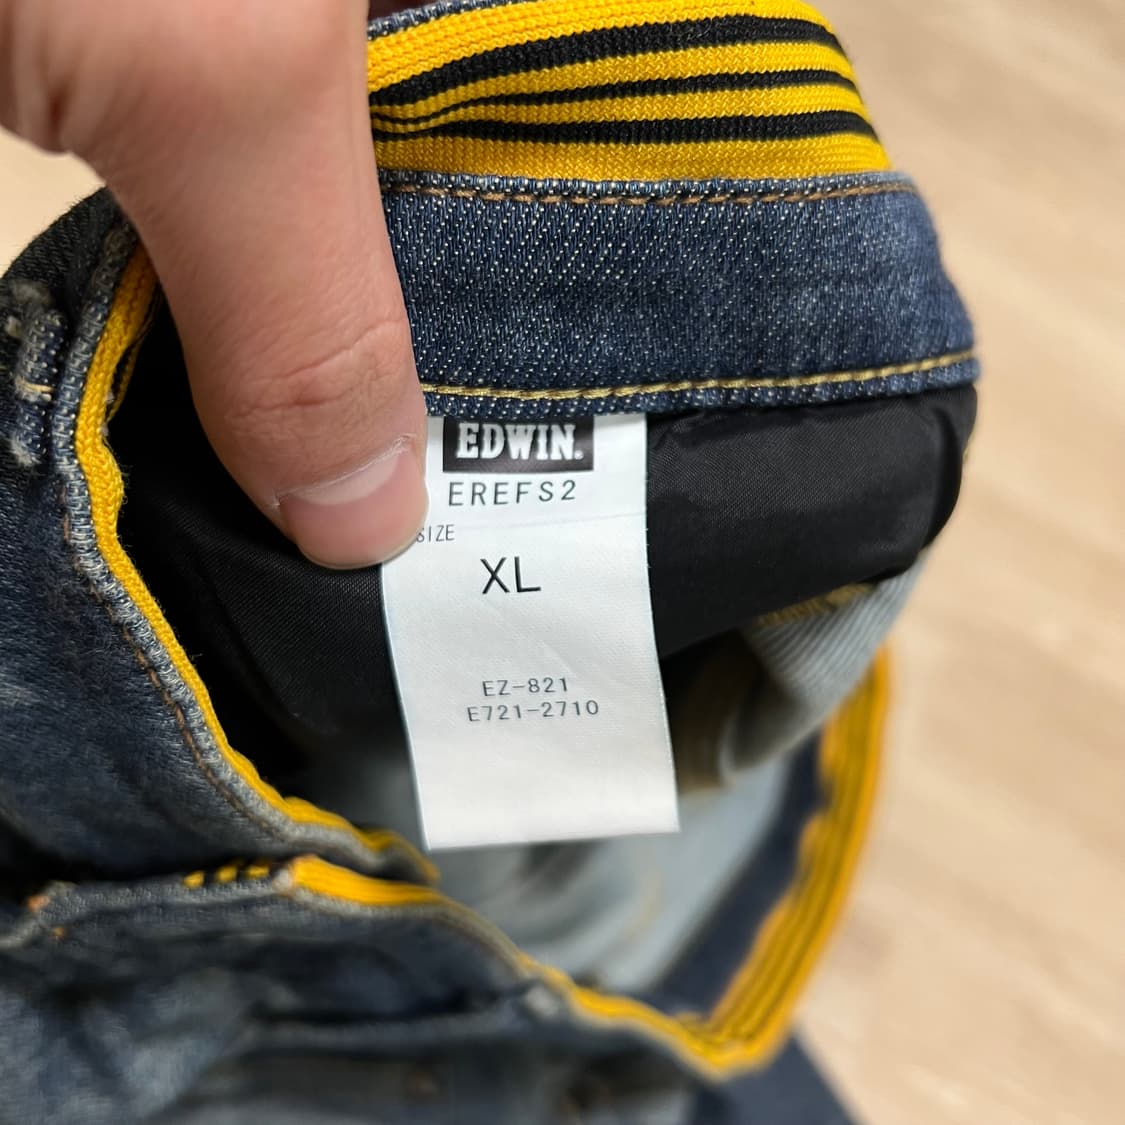 EDWIN.
EREFS2
SIZE
XL
EZ-821
E721-2710